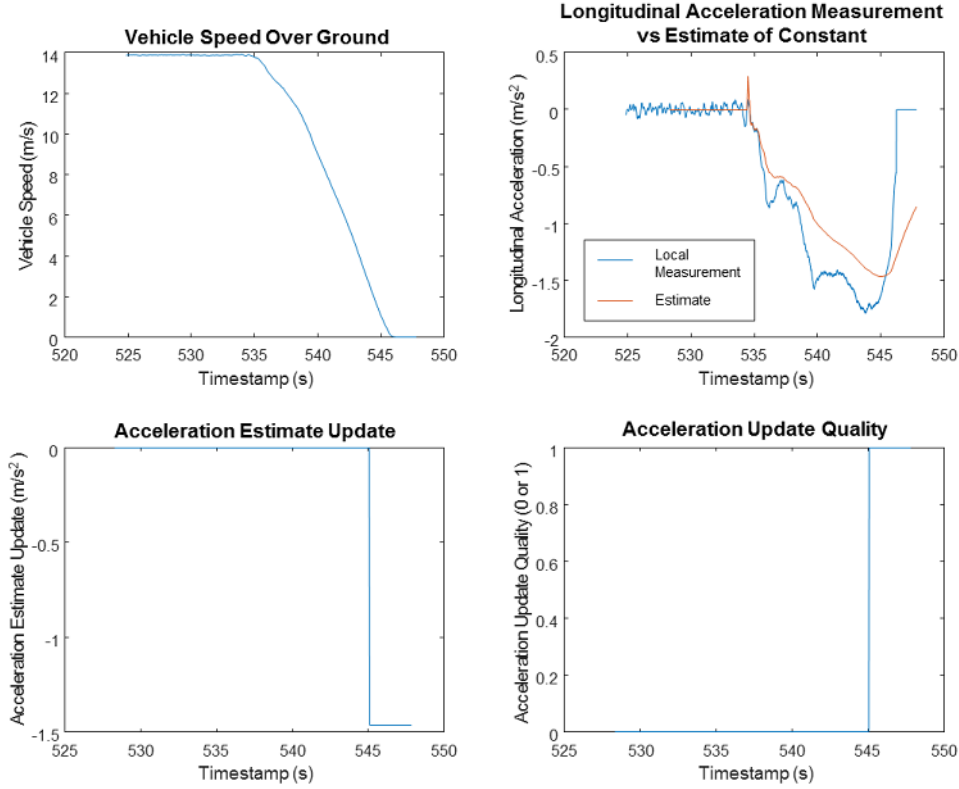 Vehicle Speed Over Ground
14
12
10
8
6
4
2
0
520 525 530 535 540 545 550
Vehicle Speed (m/s)
Timestamp (s)
Longitudinal Acceleration Measurement
vs Estimate of Constant
0.5
0
-0.5
-1
-1.5
-2
520 525 530 535 540 545 550
Longitudinal Acceleration (m/s²)
Timestamp (s)
Local
Measurement
Estimate
Acceleration Estimate Update
0
-0.5
-1
-1.5
525 530 535 540 545 550
Acceleration Estimate Update (m/s²)
Timestamp (s)
Acceleration Update Quality
1
0.8
0.6
0.4
0.2
0
525 530 535 540 545 550
Acceleration Update Quality (0 or 1)
Timestamp (s)